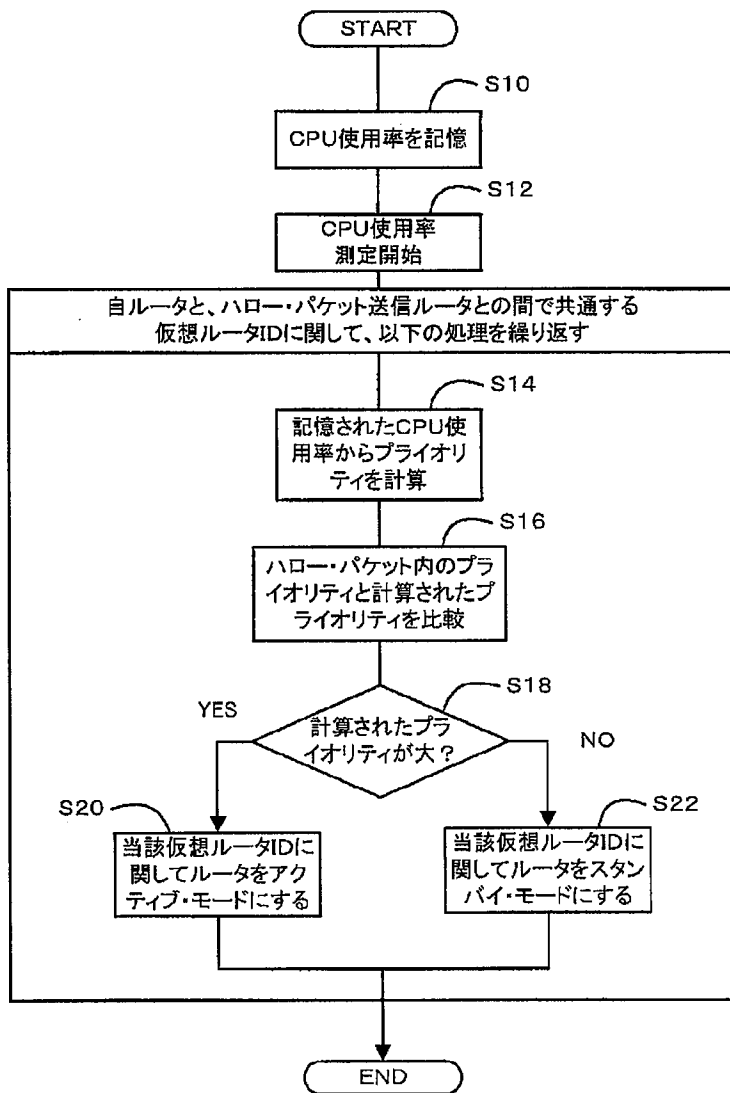 START
S10
CPU使用率を記憶
S12
CPU使用率
測定開始
自ルータと、ハロー・パケット送信ルータとの間で共通する
仮想ルータIDに関して、以下の処理を繰り返す
S14
記憶されたCPU使
用率からプライオリ
ティを計算
S16
ハロー・パケット内のプラ
イオリティと計算されたプ
ライオリティを比較
S18
計算されたプラ
イオリティが大？
YES
NO
S20
当該仮想ルータIDに
関してルータをアク
ティブ・モードにする
S22
当該仮想ルータIDに
関してルータをスタン
バイ・モードにする
END